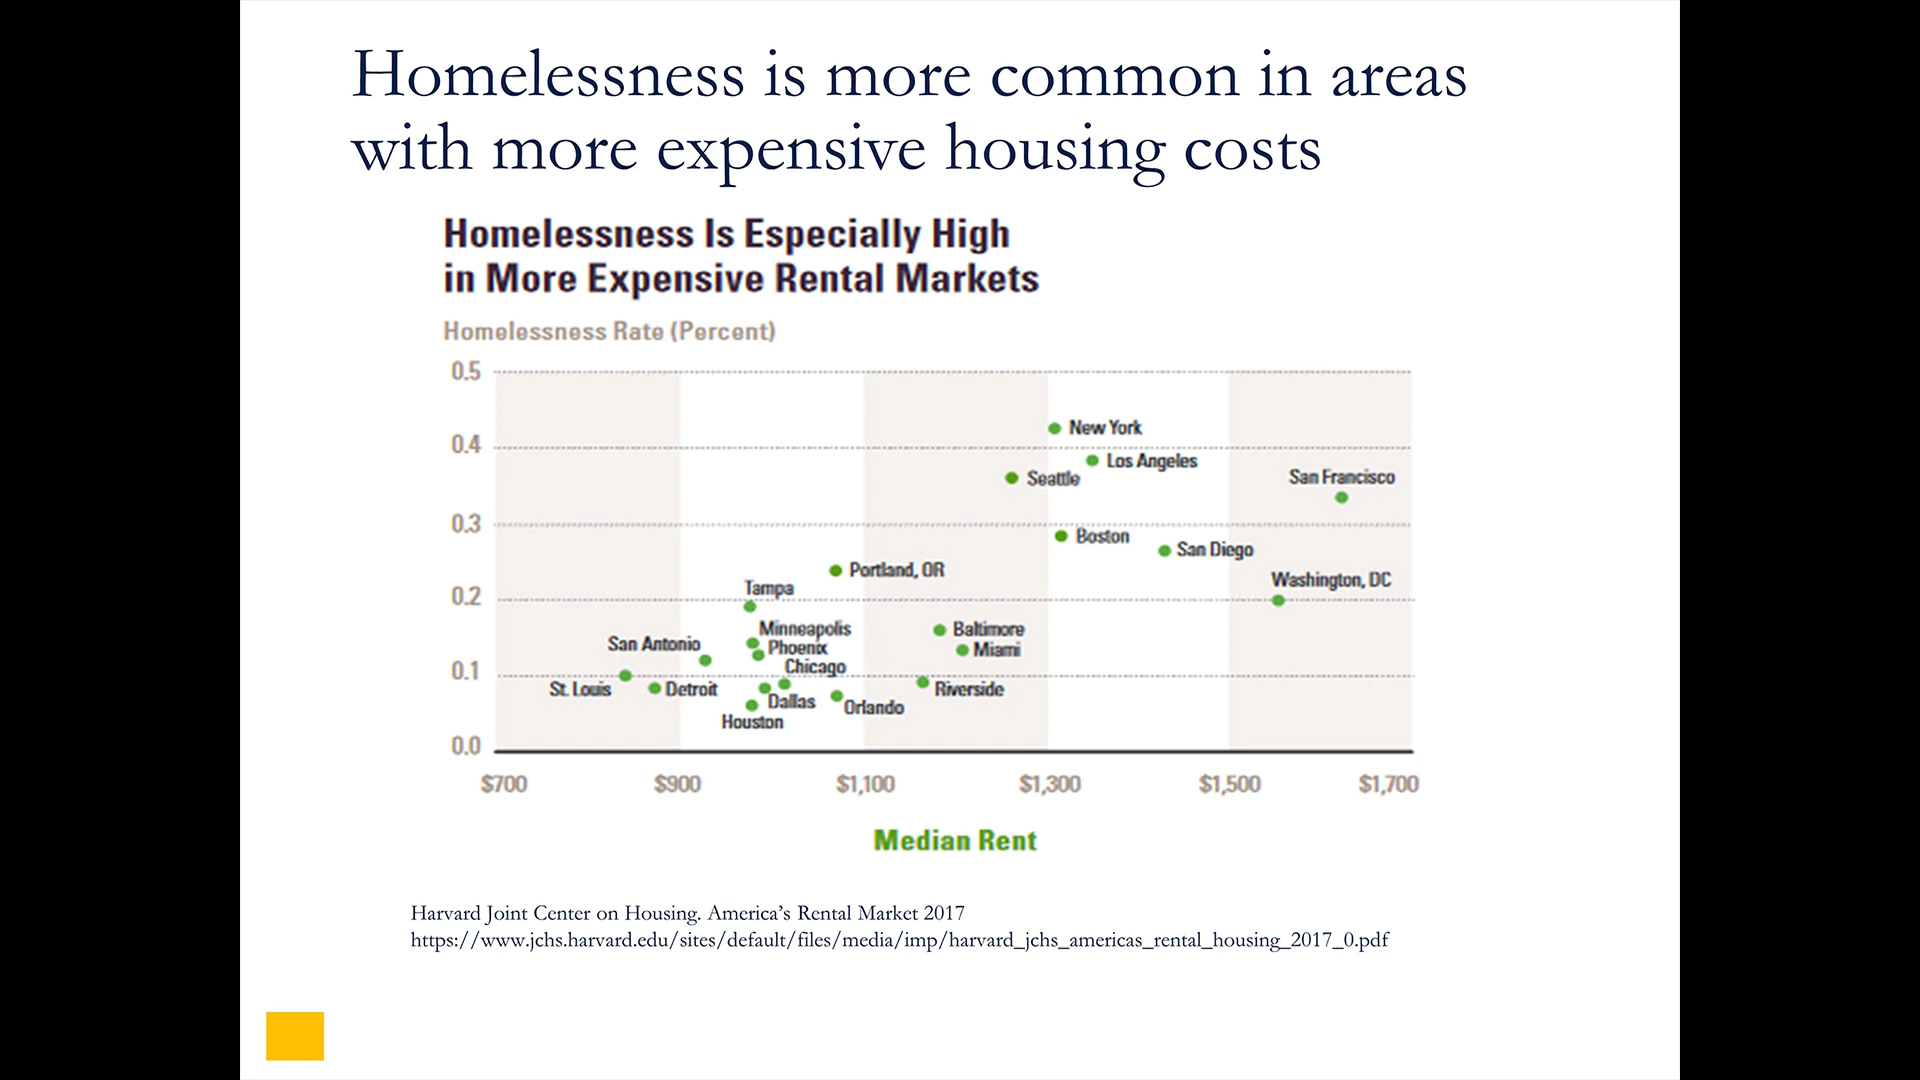 Homelessness is more common in areas
with more expensive housing costs
Homelessness Is Especially High
in More Expensive Rental Markets
Homelessness Rate (Percent)
0.5
New York
0.4
Los Angeles
San Francisco
Seattle
0.3
Boston
San Diego
Portland, OR
Washington, DC
Tampa
0.2
Minneapolis
Baltimore
San Antonio
Phoenix
Miami
Chicago
0.1
St. Louis
Detroit
Riverside
Dallas
Orlando
Houston
0.0
$700 $900 $1,100 $1,300 $1,500 $1,700
Median Rent
Harvard Joint Center on Housing. America’s Rental Market 2017
https://www.jchs.harvard.edu/sites/default/files/media/imp/harvard_jchs_americas_rental_housing_2017_0.pdf